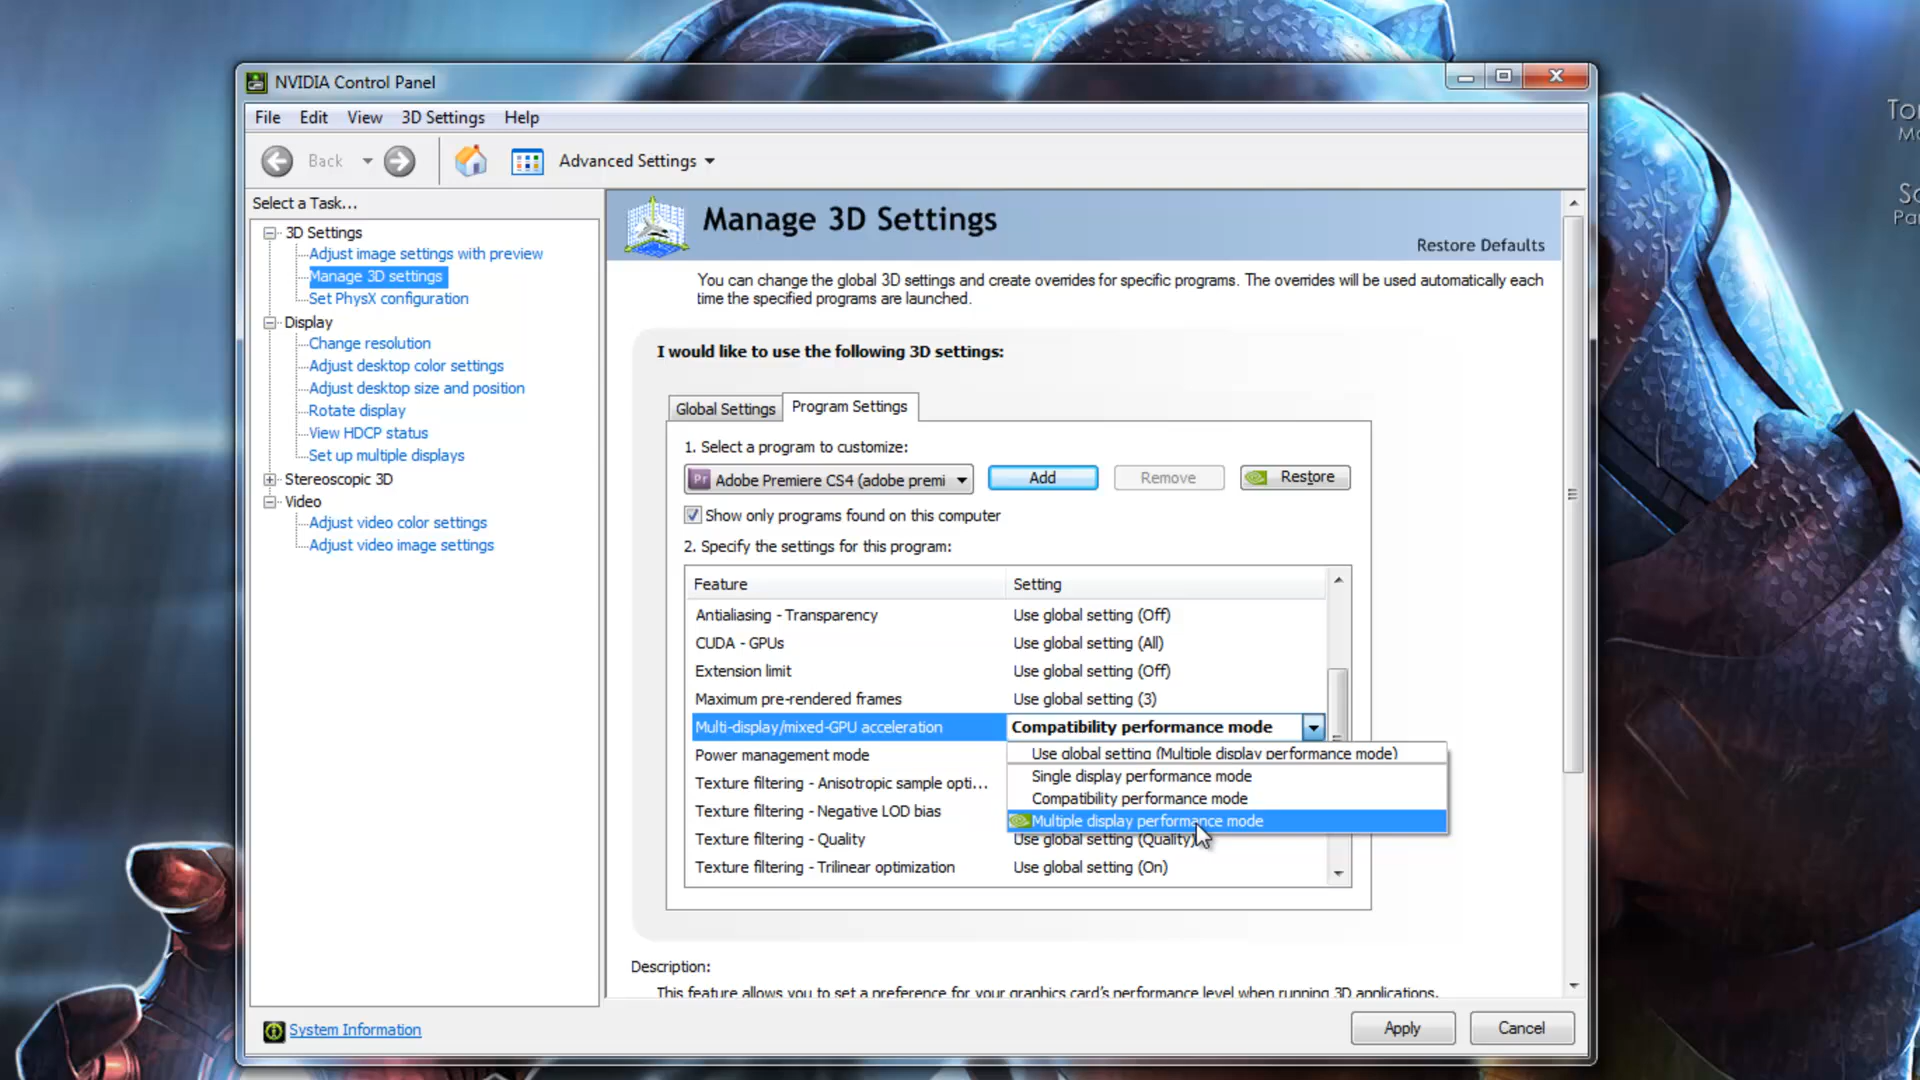 NVIDIA Control Panel
File Edit View 3D Settings Help
Back Advanced Settings
Select a Task...
3D Settings
Adjust image settings with preview
Manage 3D settings
Set PhysX configuration
Display
Change resolution
Adjust desktop color settings
Adjust desktop size and position
Rotate display
View HDCP status
Set up multiple displays
Stereoscopic 3D
Video
Adjust video color settings
Adjust video image settings
System Information
Manage 3D Settings
Restore Defaults
You can change the global 3D settings and create overrides for specific programs. The overrides will be used automatically each
time the specified programs are launched.
I would like to use the following 3D settings:
Global Settings Program Settings
1. Select a program to customize:
Pr Adobe Premiere CS4 (adobe premi Add Remove Restore
Show only programs found on this computer
2. Specify the settings for this program:
Feature Setting
Antialiasing - Transparency Use global setting (Off)
CUDA - GPUs Use global setting (All)
Extension limit Use global setting (Off)
Maximum pre-rendered frames Use global setting (3)
Multi-display/mixed-GPU acceleration Compatibility performance mode
Power management mode Use global setting (Multiple display performance mode)
Single display performance mode
Texture filtering - Anisotropic sample opti... Compatibility performance mode
Texture filtering - Negative LOD bias Multiple display performance mode
Texture filtering - Quality Use global setting (Quality)
Texture filtering - Trilinear optimization Use global setting (On)
Description:
This feature allows you to set a preference for your graphics card's performance level when running 3D applications.
Apply Cancel